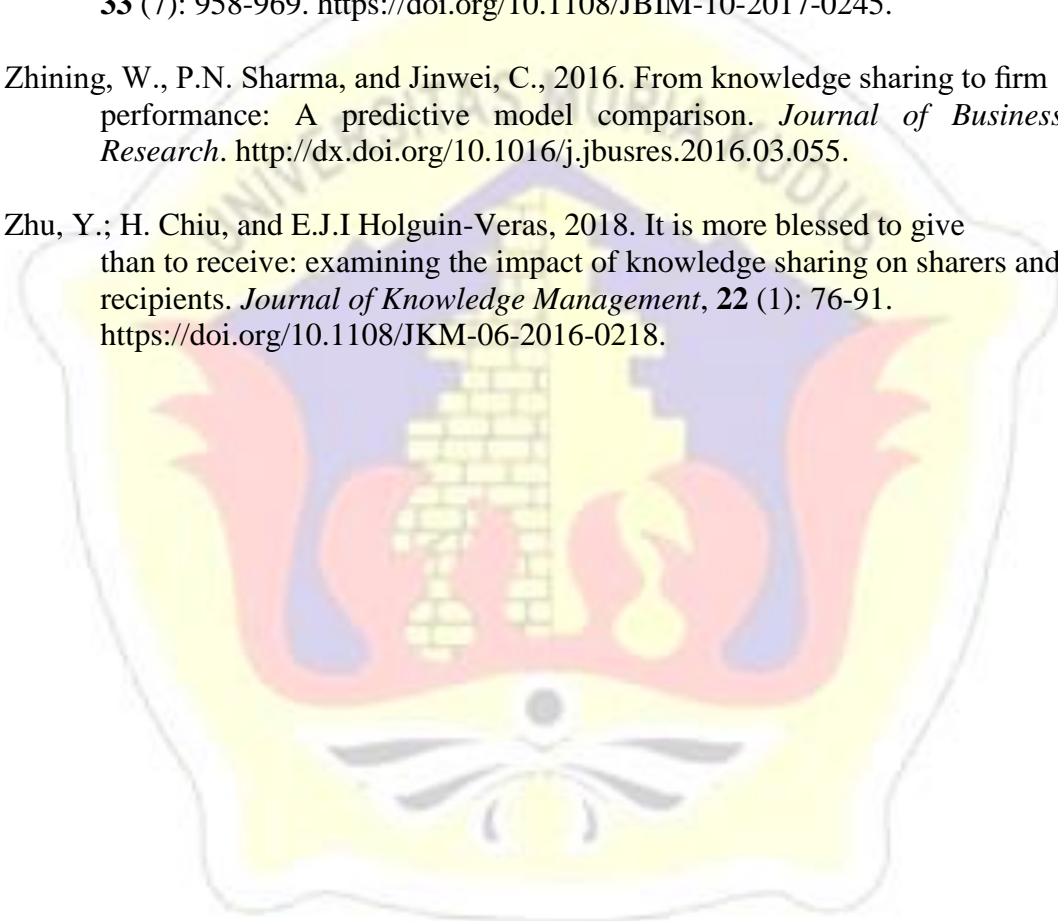 33 (7): 958-969. https://doi.org/10.1108/JBIM-10-2017-0245.
Zhining, W., P.N. Sharma, and Jinwei, C., 2016. From knowledge sharing to firm
performance: A predictive model comparison. Journal of Business
Research. http://dx.doi.org/10.1016/j.jbusres.2016.03.055.
Zhu, Y.; H. Chiu, and E.J.I Holguin-Veras, 2018. It is more blessed to give
than to receive: examining the impact of knowledge sharing on sharers and
recipients. Journal of Knowledge Management, 22 (1): 76-91.
https://doi.org/10.1108/JKM-06-2016-0218.
UNIVERSITAS MURIA KUDUS